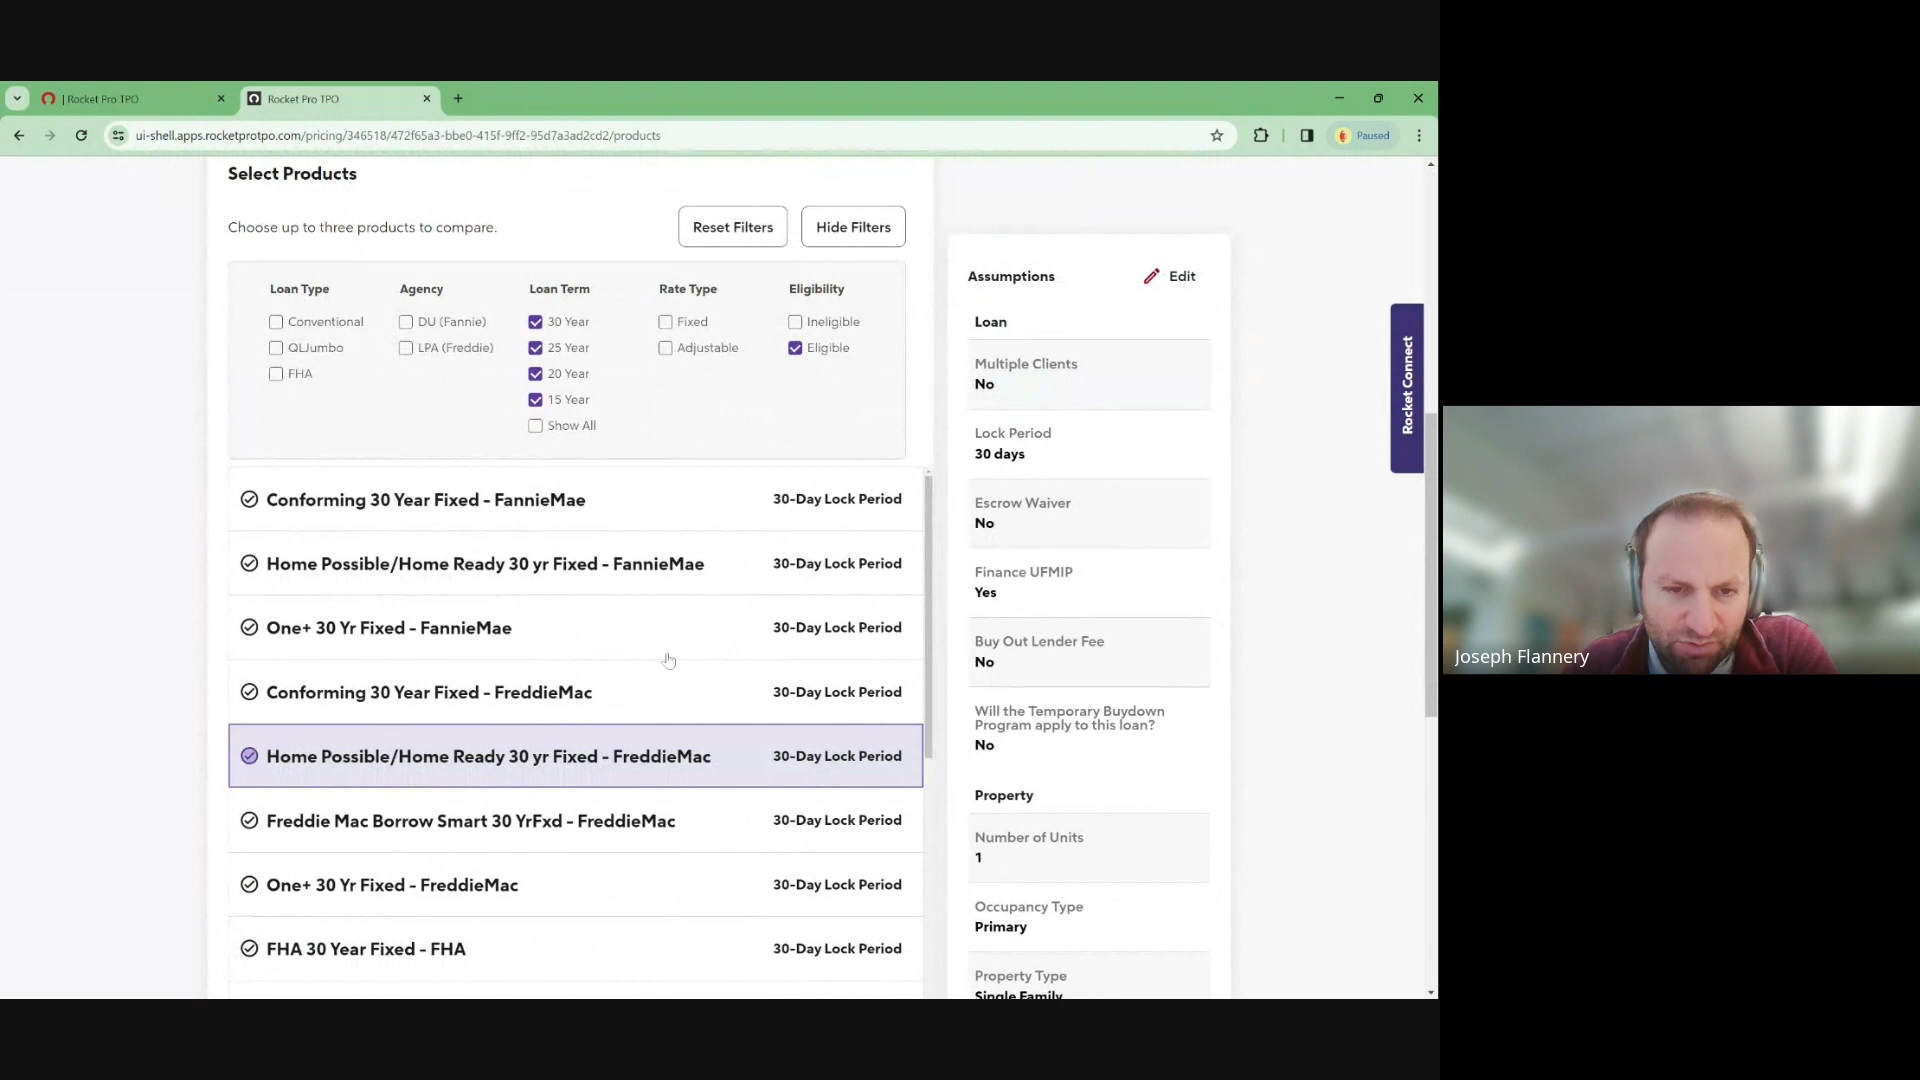 | Rocket Pro TPO
Rocket Pro TPO
ui-shell.apps.rocketprotpo.com/pricing/346518/472f65a3-bbe0-415f-9ff2-95d7a3ad2cd2/products
Paused
Select Products
Choose up to three products to compare.
Reset Filters
Hide Filters
Loan Type
Conventional
QLJumbo
FHA
Agency
DU (Fannie)
LPA (Freddie)
Loan Term
30 Year
25 Year
20 Year
15 Year
Show All
Rate Type
Fixed
Adjustable
Eligibility
Ineligible
Eligible
Conforming 30 Year Fixed - FannieMae 30-Day Lock Period
Home Possible/Home Ready 30 yr Fixed - FannieMae 30-Day Lock Period
One+ 30 Yr Fixed - FannieMae 30-Day Lock Period
Conforming 30 Year Fixed - FreddieMac 30-Day Lock Period
Home Possible/Home Ready 30 yr Fixed - FreddieMac 30-Day Lock Period
Freddie Mac Borrow Smart 30 YrFxd - FreddieMac 30-Day Lock Period
One+ 30 Yr Fixed - FreddieMac 30-Day Lock Period
FHA 30 Year Fixed - FHA 30-Day Lock Period
Assumptions
Edit
Loan
Multiple Clients
No
Lock Period
30 days
Escrow Waiver
No
Finance UFMIP
Yes
Buy Out Lender Fee
No
Will the Temporary Buydown
Program apply to this loan?
No
Property
Number of Units
1
Occupancy Type
Primary
Property Type
Single Family
Rocket Connect
Joseph Flannery